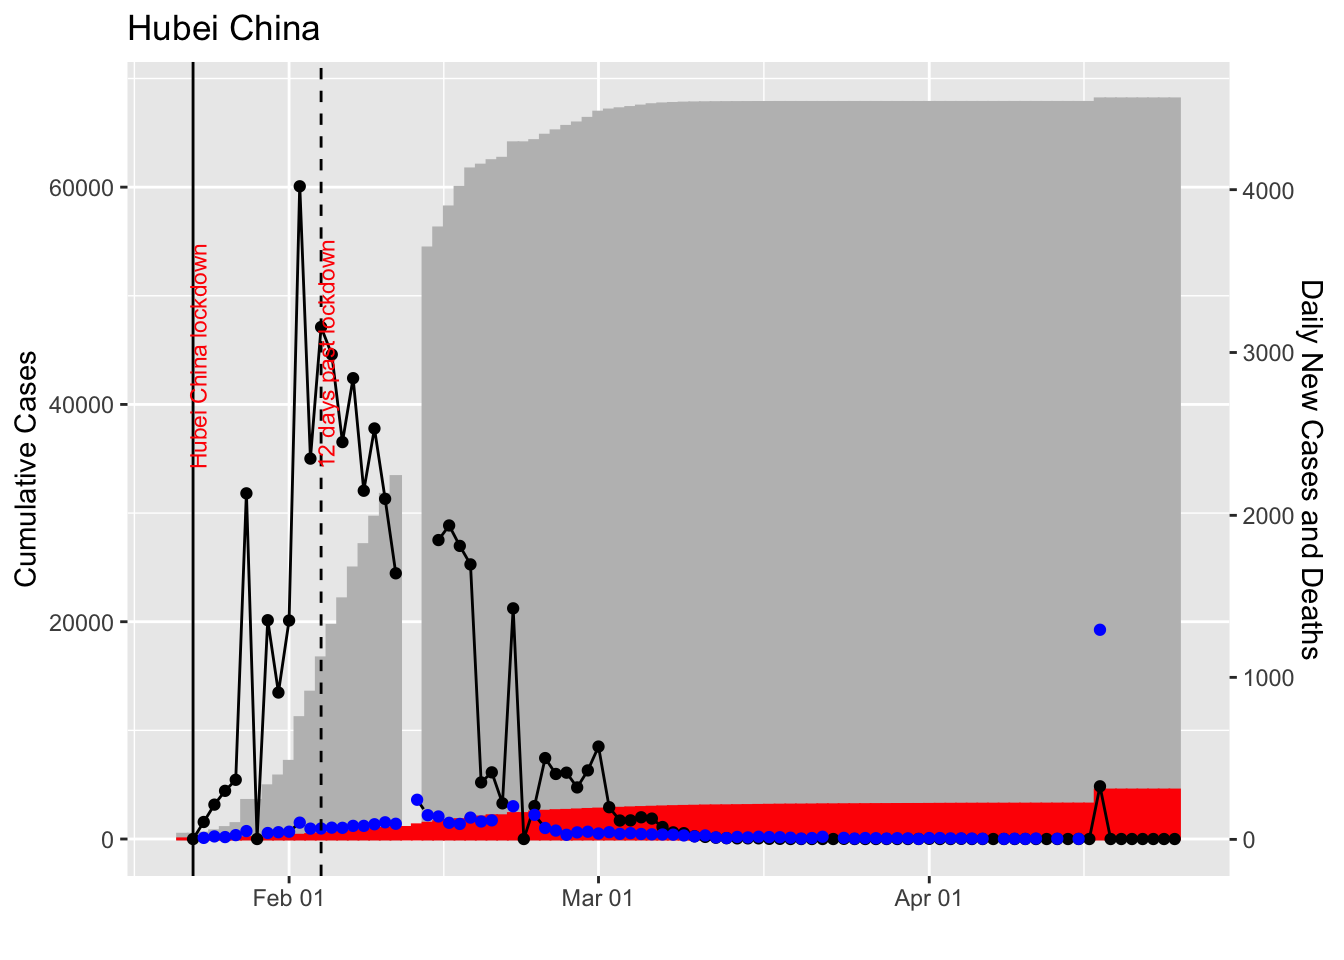 Hubei China
Cumulative Cases
60000
40000
20000
0
Hubei China lockdown
12 days past lockdown
4000
3000
2000
1000
0
Daily New Cases and Deaths
Feb 01
Mar 01
Apr 01